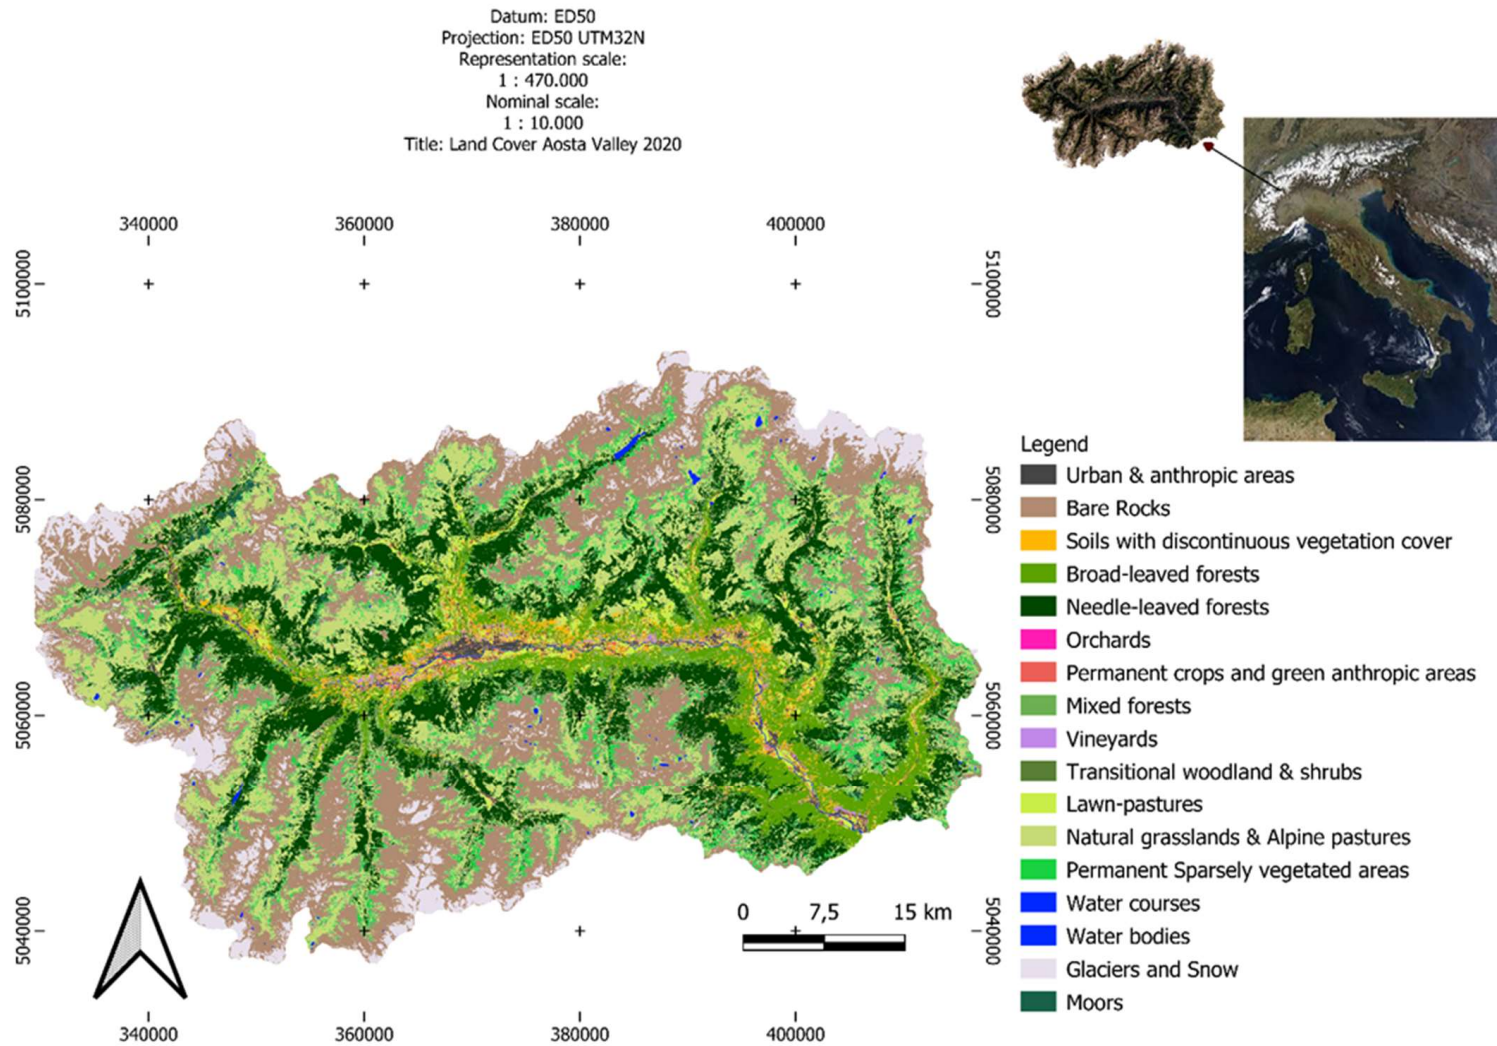 Datum: ED50
Projection: ED50 UTM32N
Representation scale:
1 : 470.000
Nominal scale:
1 : 10.000
Title: Land Cover Aosta Valley 2020
340000 360000 380000 400000
5100000 5100000
5080000 5080000
5060000 5060000
5040000 5040000
0 7,5 15 km
340000 360000 380000 400000
Legend
Urban & anthropic areas
Bare Rocks
Soils with discontinuous vegetation cover
Broad-leaved forests
Needle-leaved forests
Orchards
Permanent crops and green anthropic areas
Mixed forests
Vineyards
Transitional woodland & shrubs
Lawn-pastures
Natural grasslands & Alpine pastures
Permanent Sparsely vegetated areas
Water courses
Water bodies
Glaciers and Snow
Moors